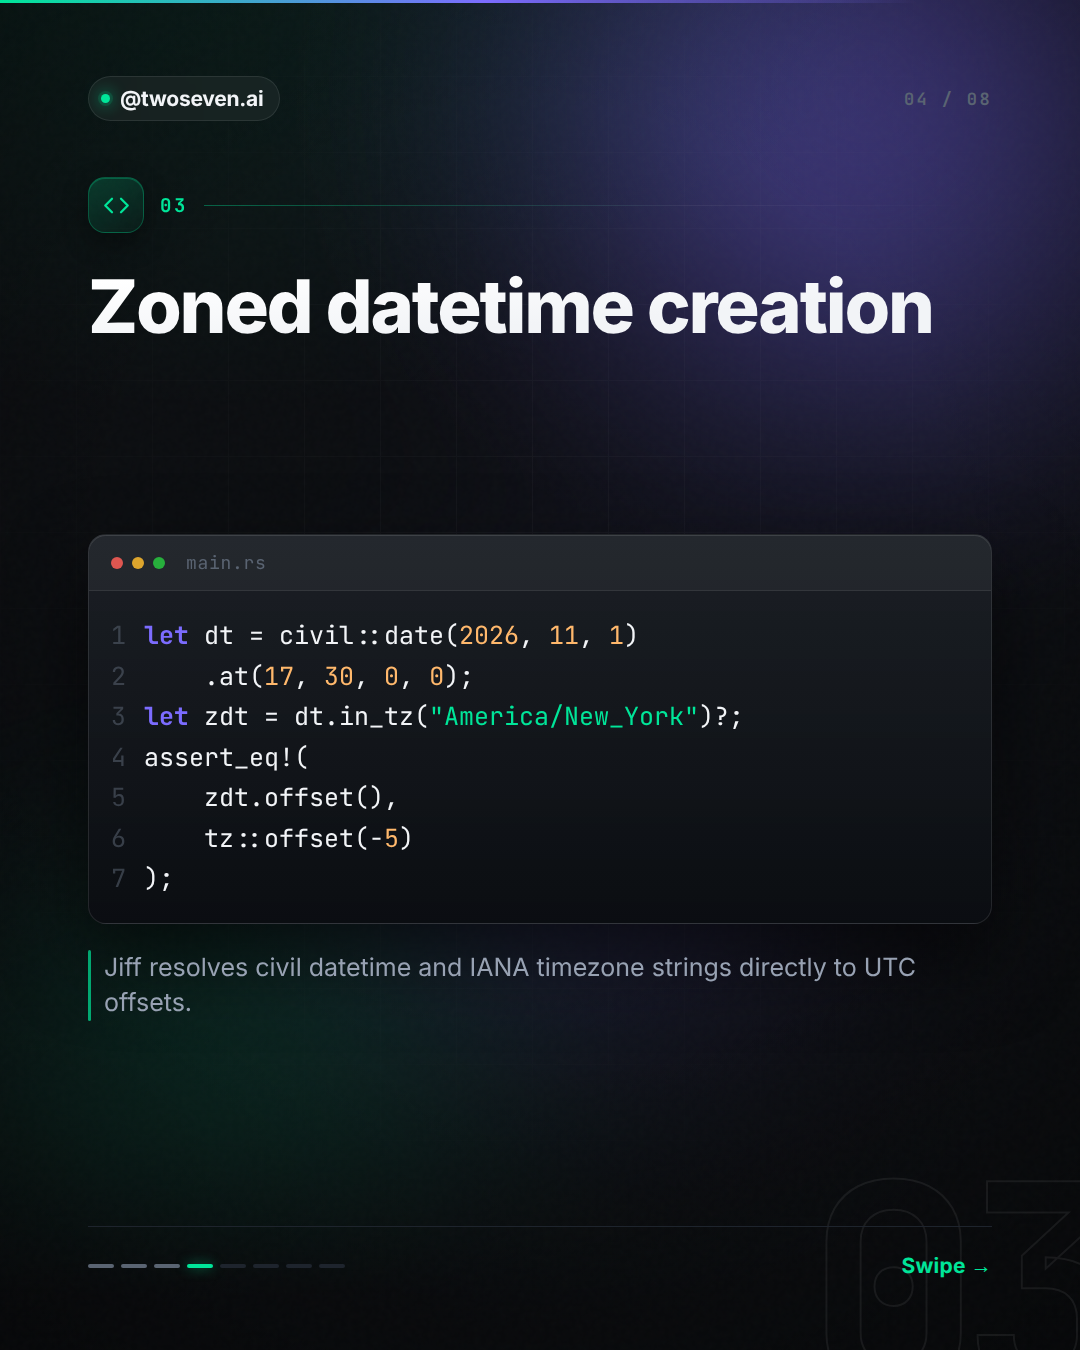 @twoseven.ai
04 / 08
03
Zoned datetime creation
main.rs
1 let dt = civil::date(2026, 11, 1)
2     .at(17, 30, 0, 0);
3 let zdt = dt.in_tz("America/New_York")?;
4 assert_eq!(
5     zdt.offset(),
6     tz::offset(-5)
7 );
Jiff resolves civil datetime and IANA timezone strings directly to UTC
offsets.
03
Swipe →